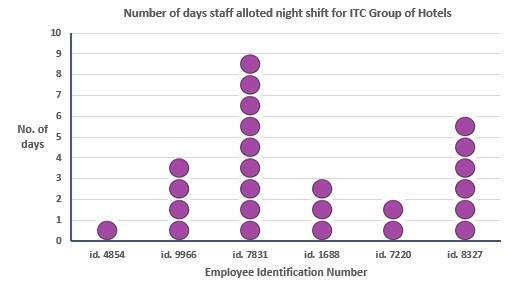 Number of days staff alloted night shift for ITC Group of Hotels
10
9
8
7
6
5
4
3
2
1
0
No. of
days
id. 4854 id. 9966 id. 7831 id. 1688 id. 7220 id. 8327
Employee Identification Number